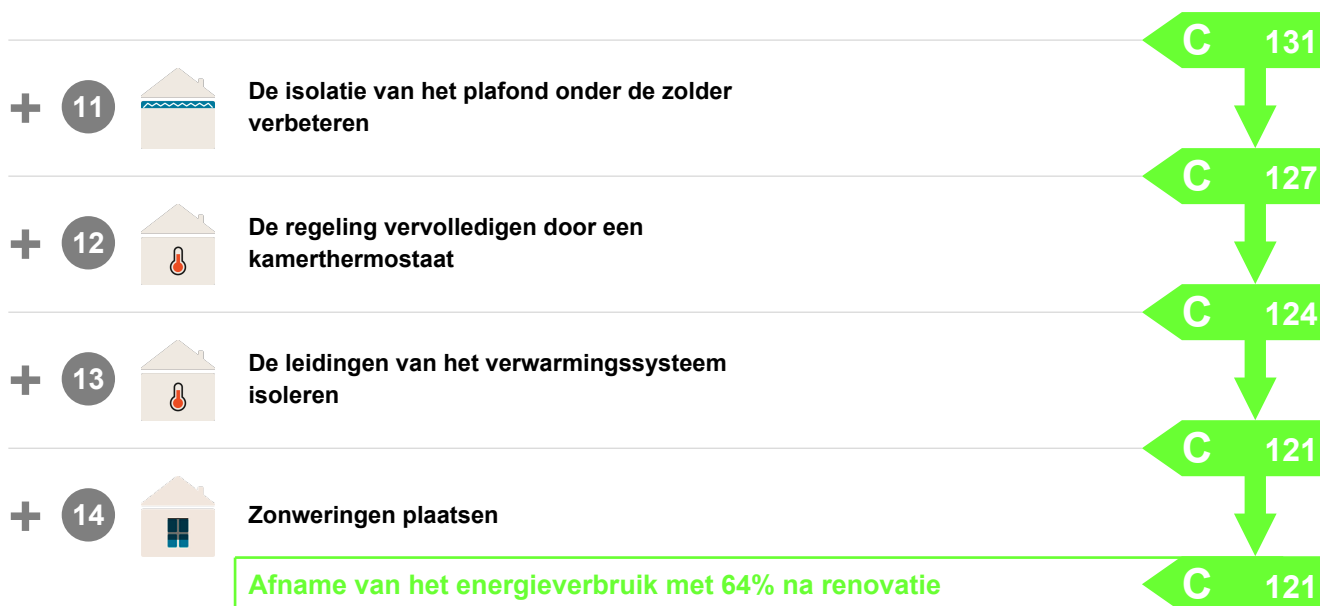 C 131
+ 11 De isolatie van het plafond onder de zolder
verbeteren
C 127
+ 12 De regeling vervolledigen door een
kamerthermostaat
C 124
+ 13 De leidingen van het verwarmingssysteem
isoleren
C 121
+ 14 Zonweringen plaatsen
Afname van het energieverbruik met 64% na renovatie C 121